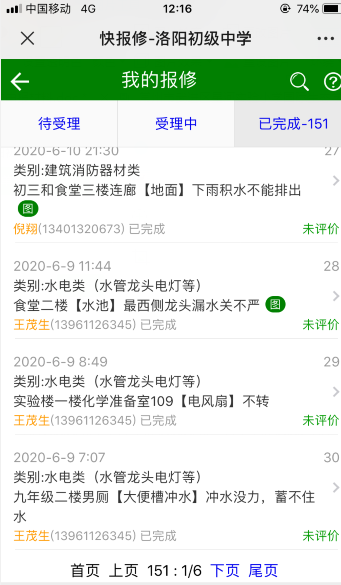 中国移动 4G 12:16 74%
快报修-洛阳初级中学
我的报修
待受理 受理中 已完成-151
2020-6-10 21:30 27
类别:建筑消防器材类
初三和食堂三楼连廊【地面】下雨积水不能排出
图
倪翔(13401320673) 已完成 未评价
2020-6-9 11:44 28
类别:水电类（水管龙头电灯等）
食堂二楼【水池】最西侧龙头漏水关不严 图
王茂生(13961126345) 已完成 未评价
2020-6-9 8:49 29
类别:水电类（水管龙头电灯等）
实验楼一楼化学准备室109【电风扇】不转
王茂生(13961126345) 已完成 未评价
2020-6-9 7:07 30
类别:水电类（水管龙头电灯等）
九年级二楼男厕【大便槽冲水】冲水没力，蓄不住
水
王茂生(13961126345) 已完成 未评价
首页 上页 151 : 1/6 下页 尾页